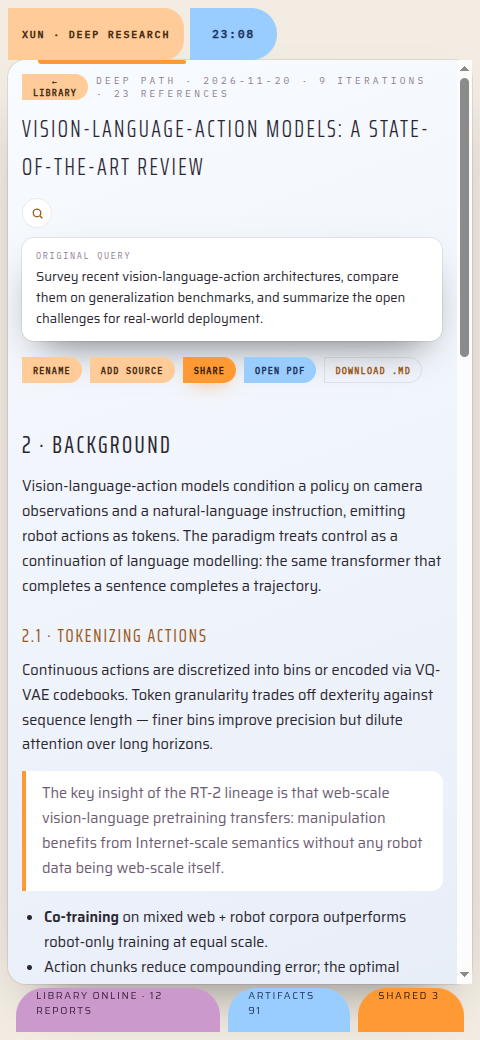 XUN · DEEP RESEARCH
23:08
←
LIBRARY
DEEP PATH · 2026-11-20 · 9 ITERATIONS
· 23 REFERENCES
VISION-LANGUAGE-ACTION MODELS: A STATE-
OF-THE-ART REVIEW
ORIGINAL QUERY
Survey recent vision-language-action architectures, compare
them on generalization benchmarks, and summarize the open
challenges for real-world deployment.
RENAME
ADD SOURCE
SHARE
OPEN PDF
DOWNLOAD .MD
2 · BACKGROUND
Vision-language-action models condition a policy on camera
observations and a natural-language instruction, emitting
robot actions as tokens. The paradigm treats control as a
continuation of language modelling: the same transformer that
completes a sentence completes a trajectory.
2.1 · TOKENIZING ACTIONS
Continuous actions are discretized into bins or encoded via VQ-
VAE codebooks. Token granularity trades off dexterity against
sequence length — finer bins improve precision but dilute
attention over long horizons.
The key insight of the RT-2 lineage is that web-scale
vision-language pretraining transfers: manipulation
benefits from Internet-scale semantics without any robot
data being web-scale itself.
• Co-training on mixed web + robot corpora outperforms
robot-only training at equal scale.
• Action chunks reduce compounding error; the optimal
LIBRARY ONLINE · 12
REPORTS
ARTIFACTS
91
SHARED 3